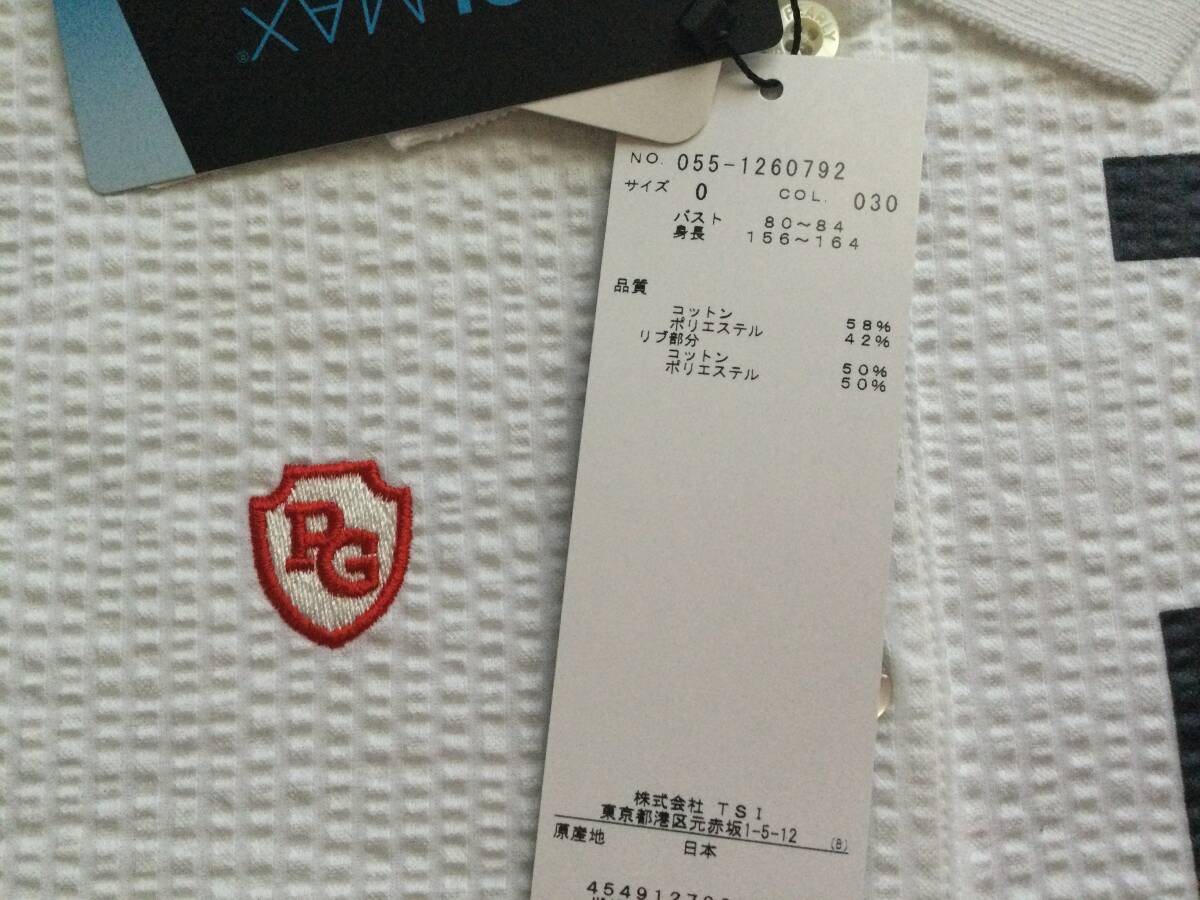 MAX®
NO. 055-1260792
サイズ 0 COL. 030
バスト 80～84
身長 156～164
品質
コットン 58%
ポリエステル 42%
リブ部分
コットン 50%
ポリエステル 50%
PG
株式会社 TSI
東京都港区元赤坂1-5-12 (B)
原産地 日本